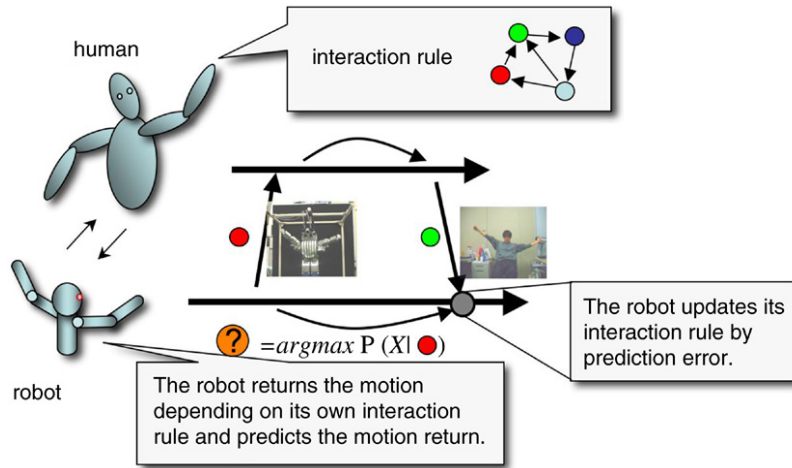 human
interaction rule
? =argmax P (X| )
The robot updates its
interaction rule by
prediction error.
The robot returns the motion
depending on its own interaction
rule and predicts the motion return.
robot